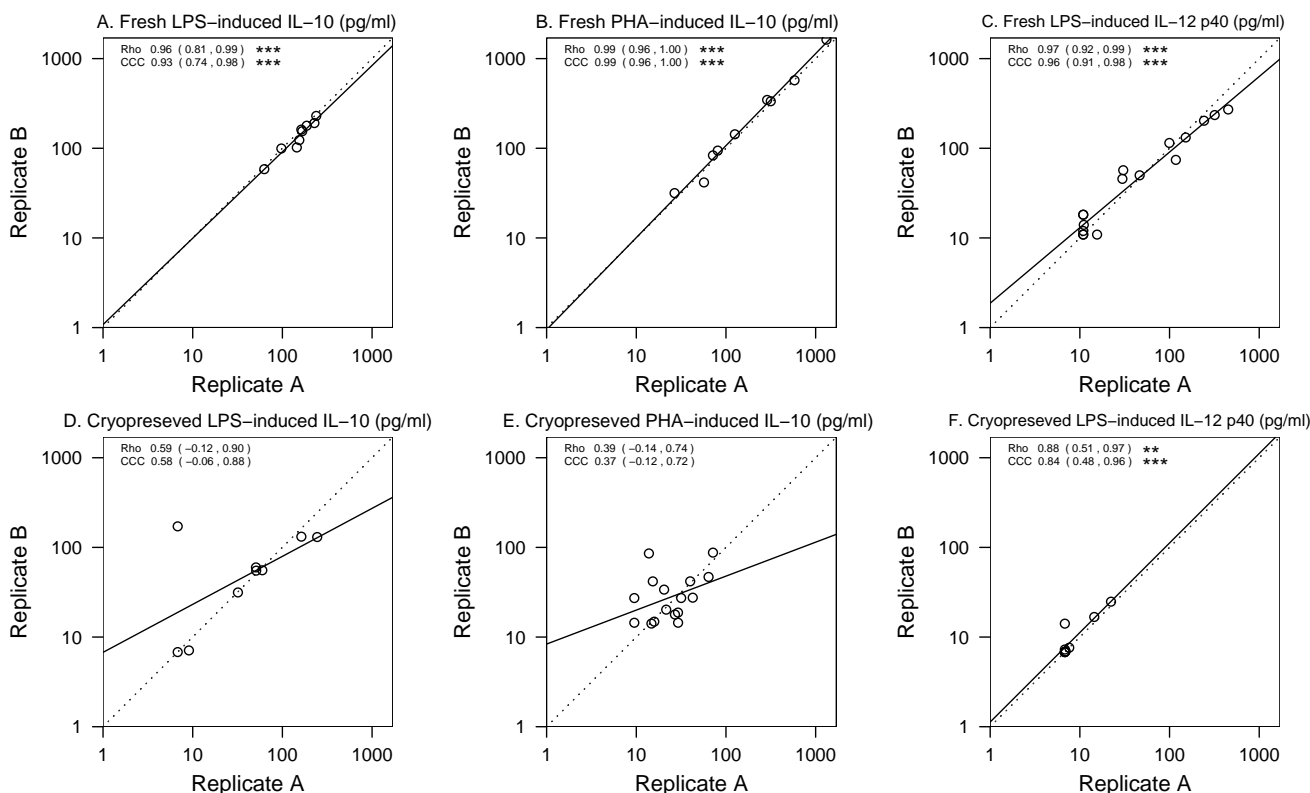 A. Fresh LPS−induced IL−10 (pg/ml)
Rho 0.96 ( 0.81 , 0.99 ) ***
CCC 0.93 ( 0.74 , 0.98 ) ***
1000
100
10
1
Replicate B
1 10 100 1000
Replicate A
B. Fresh PHA−induced IL−10 (pg/ml)
Rho 0.99 ( 0.96 , 1.00 ) ***
CCC 0.99 ( 0.96 , 1.00 ) ***
1000
100
10
1
Replicate B
1 10 100 1000
Replicate A
C. Fresh LPS−induced IL−12 p40 (pg/ml)
Rho 0.97 ( 0.92 , 0.99 ) ***
CCC 0.96 ( 0.91 , 0.98 ) ***
1000
100
10
1
Replicate B
1 10 100 1000
Replicate A
D. Cryopreseved LPS−induced IL−10 (pg/ml)
Rho 0.59 ( −0.12 , 0.90 )
CCC 0.58 ( −0.06 , 0.88 )
1000
100
10
1
Replicate B
1 10 100 1000
Replicate A
E. Cryopreseved PHA−induced IL−10 (pg/ml)
Rho 0.39 ( −0.14 , 0.74 )
CCC 0.37 ( −0.12 , 0.72 )
1000
100
10
1
Replicate B
1 10 100 1000
Replicate A
F. Cryopreseved LPS−induced IL−12 p40 (pg/ml)
Rho 0.88 ( 0.51 , 0.97 ) **
CCC 0.84 ( 0.48 , 0.96 ) ***
1000
100
10
1
Replicate B
1 10 100 1000
Replicate A